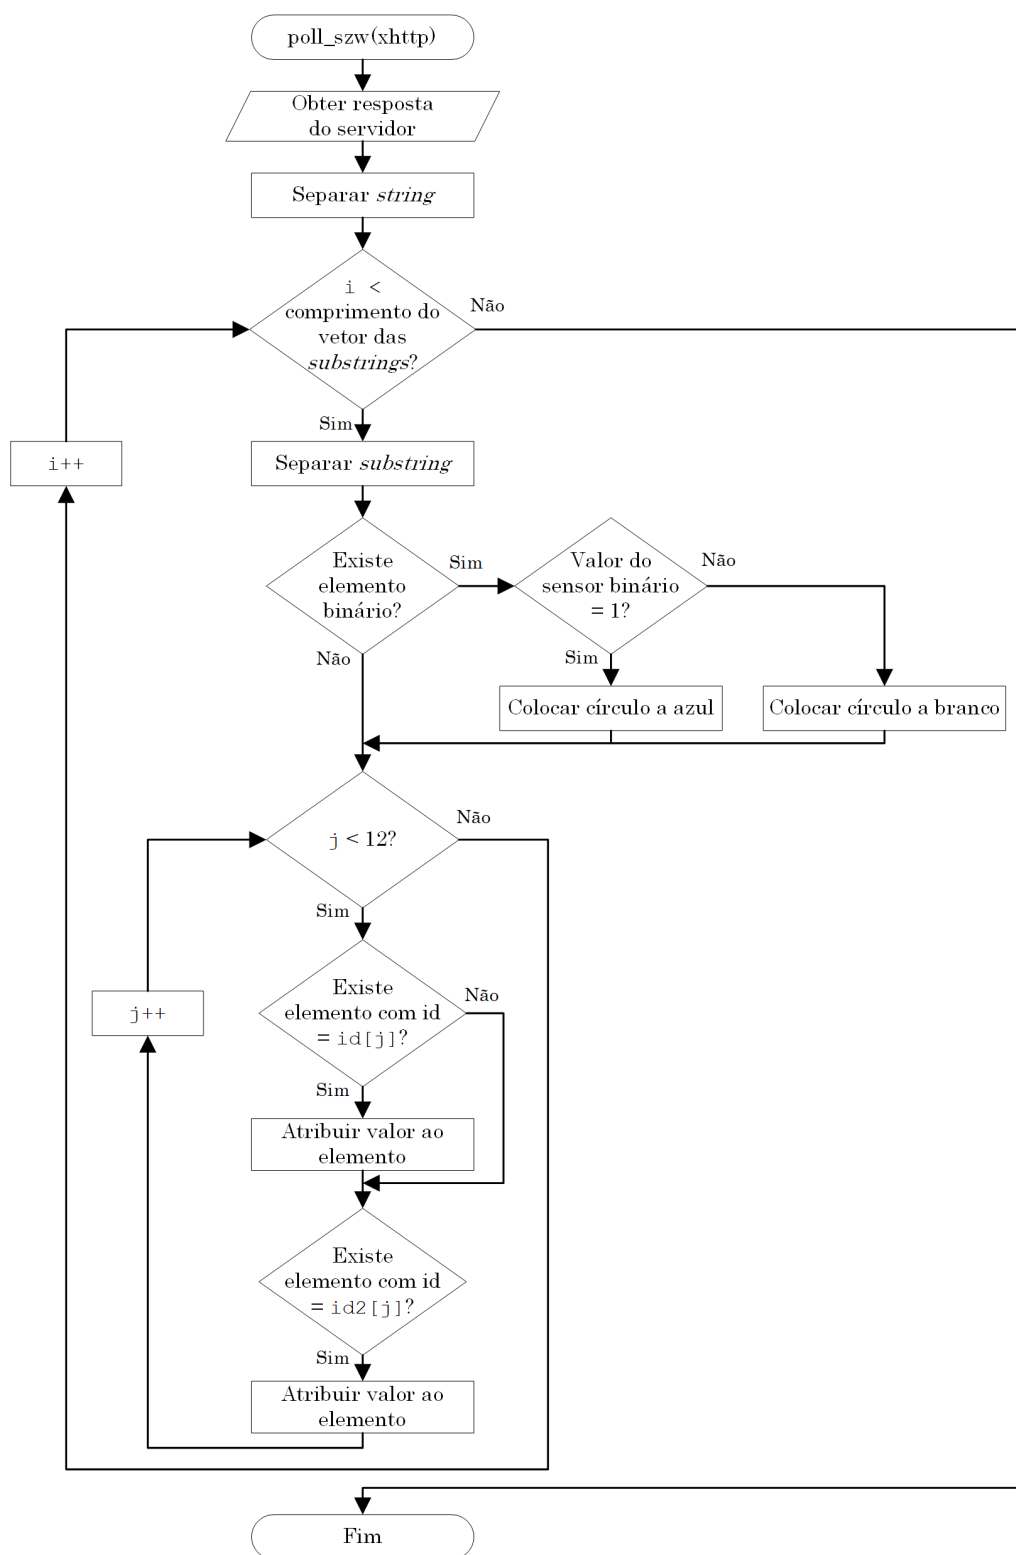 poll_szw(xhttp)
Obter resposta
do servidor
Separar string
i <
comprimento do
vetor das
substrings?
Não
Sim
i++
Separar substring
Existe
elemento
binário?
Sim
Valor do
sensor binário
= 1?
Não
Não
Sim
Colocar círculo a azul
Colocar círculo a branco
j < 12?
Não
Sim
Existe
elemento com id
= id[j]?
Não
j++
Sim
Atribuir valor ao
elemento
Existe
elemento com id
= id2[j]?
Sim
Atribuir valor ao
elemento
Fim